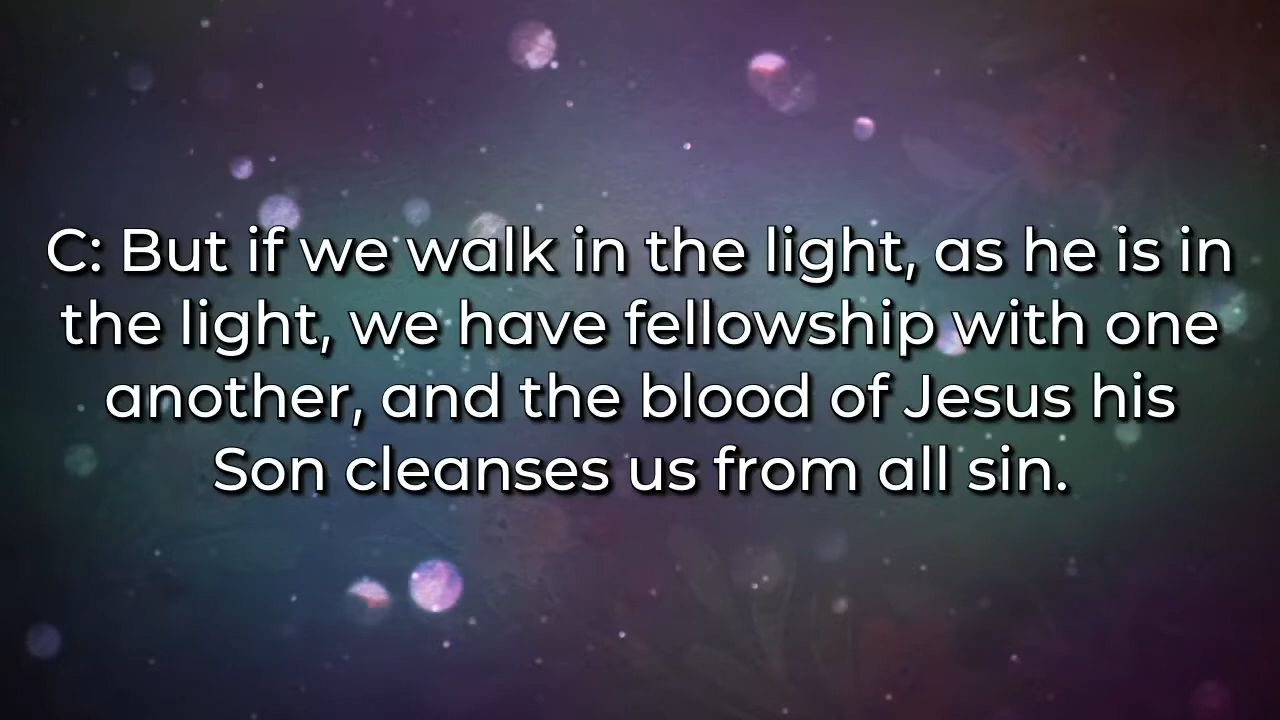 C: But if we walk in the light, as he is in
the light, we have fellowship with one
another, and the blood of Jesus his
Son cleanses us from all sin.